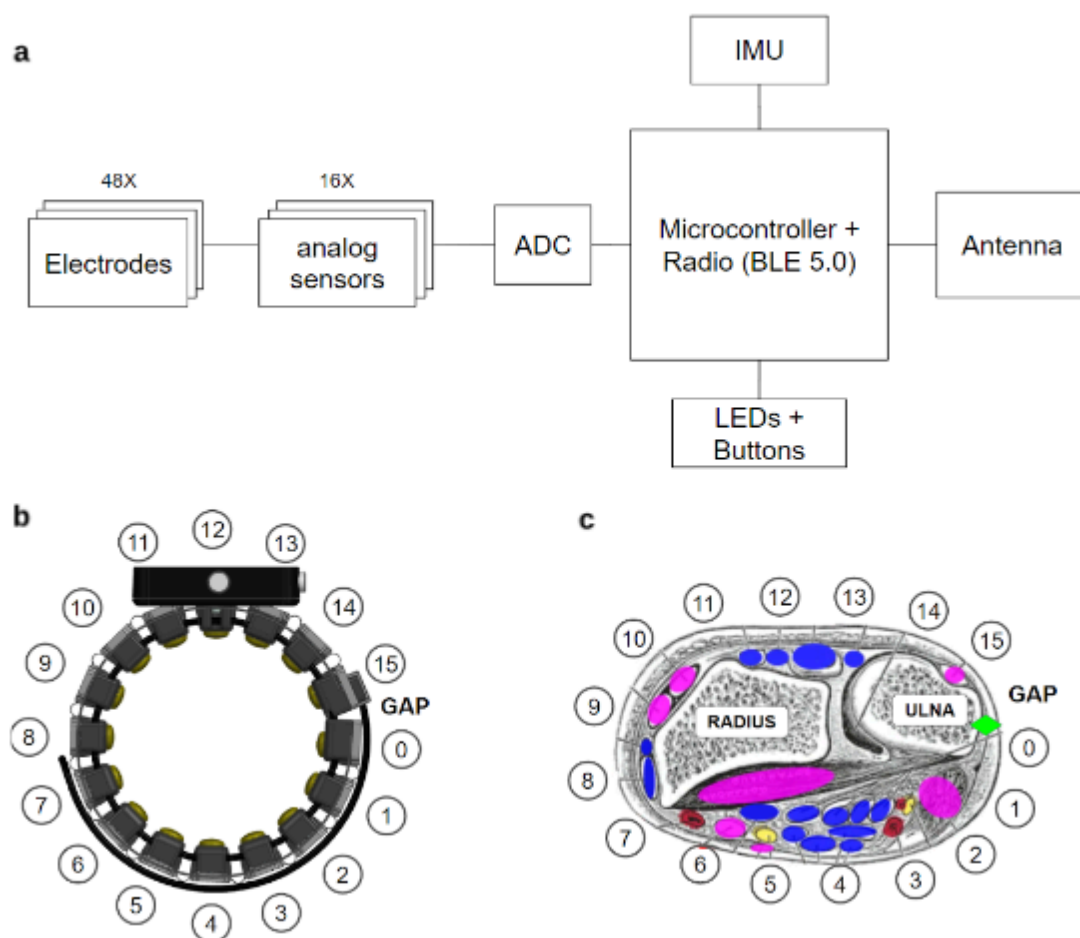 a
IMU
48X
16X
Electrodes
analog
sensors
ADC
Microcontroller +
Radio (BLE 5.0)
Antenna
LEDs +
Buttons
b
12
11
13
10
14
9
15
GAP
8
0
7
1
6
2
5
3
4
c
11
12
13
10
14
15
9
GAP
RADIUS
ULNA
0
8
1
7
2
6
3
5
4